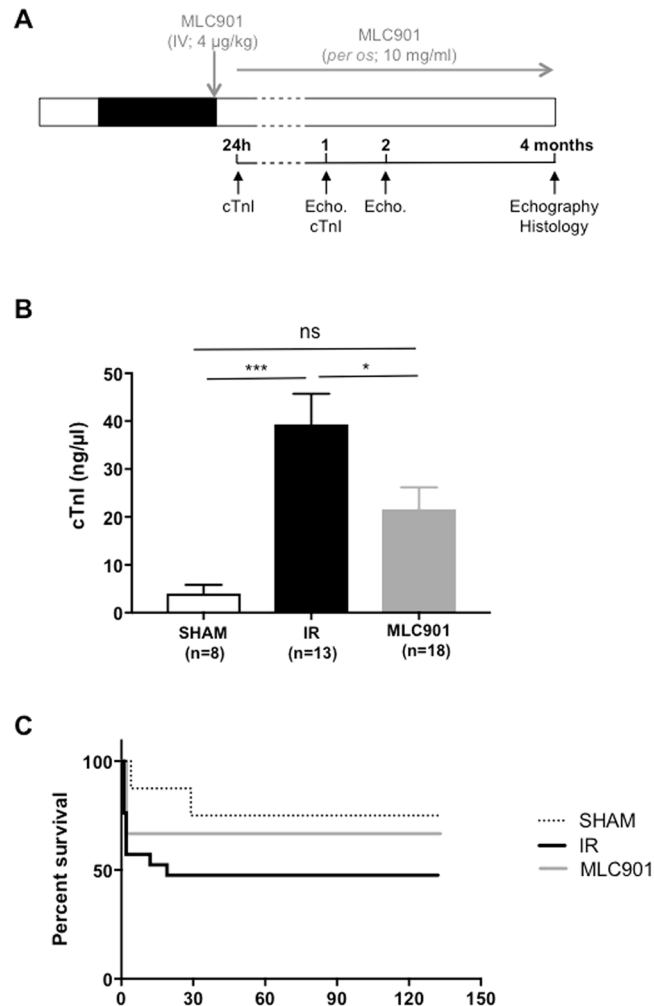 A
MLC901
(IV; 4 µg/kg)
MLC901
(per os; 10 mg/ml)
24h
1
2
4 months
cTnI
Echo.
cTnI
Echo.
Echography
Histology
B
ns
***
*
cTnI (ng/µl)
50
40
30
20
10
0
SHAM
(n=8)
IR
(n=13)
MLC901
(n=18)
C
Percent survival
100
50
0
0
30
60
90
120
150
SHAM
IR
MLC901